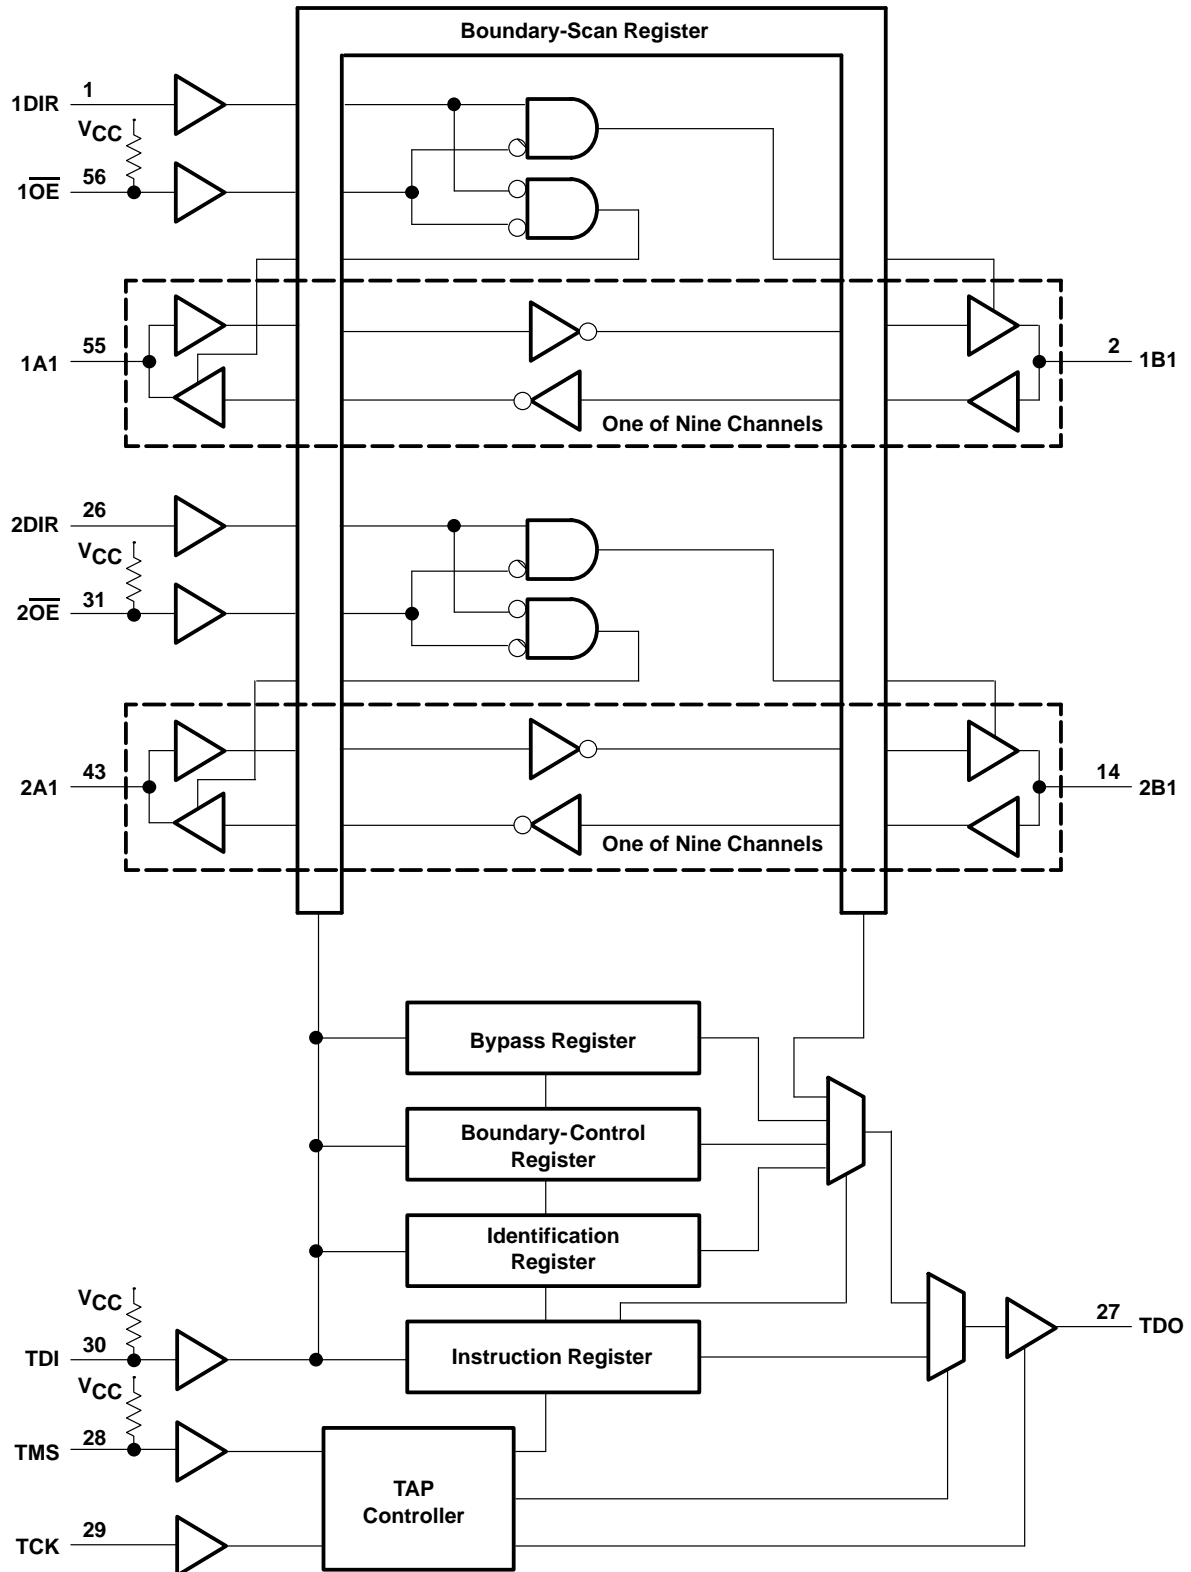 Boundary-Scan Register
1DIR 1
VCC
1OE 56
1A1 55
2 1B1
One of Nine Channels
2DIR 26
VCC
2OE 31
2A1 43
14 2B1
One of Nine Channels
Bypass Register
Boundary-Control
Register
Identification
Register
VCC
TDI 30
Instruction Register
27 TDO
VCC
TMS 28
TAP
Controller
TCK 29